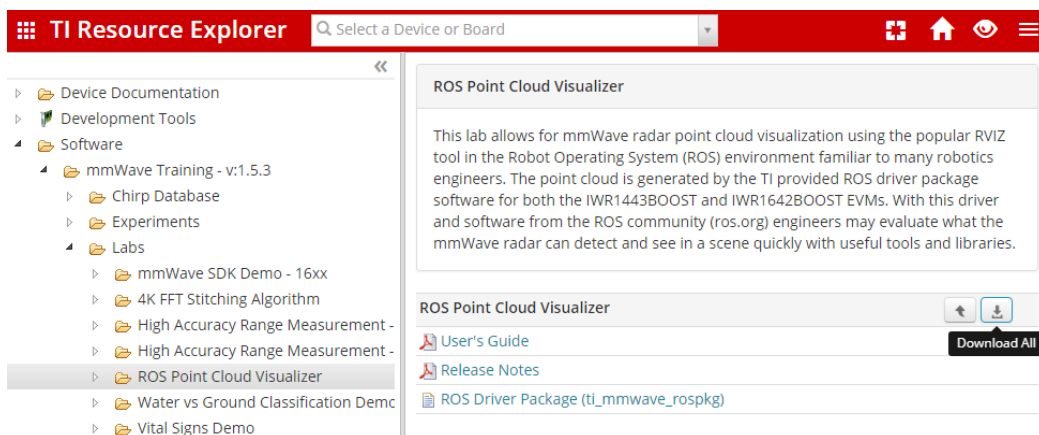 TI Resource Explorer
Select a Device or Board
Device Documentation
Development Tools
Software
mmWave Training - v:1.5.3
Chirp Database
Experiments
Labs
mmWave SDK Demo - 16xx
4K FFT Stitching Algorithm
High Accuracy Range Measurement -
High Accuracy Range Measurement -
ROS Point Cloud Visualizer
Water vs Ground Classification Demo
Vital Signs Demo
ROS Point Cloud Visualizer
This lab allows for mmWave radar point cloud visualization using the popular RVIZ
tool in the Robot Operating System (ROS) environment familiar to many robotics
engineers. The point cloud is generated by the TI provided ROS driver package
software for both the IWR1443BOOST and IWR1642BOOST EVMs. With this driver
and software from the ROS community (ros.org) engineers may evaluate what the
mmWave radar can detect and see in a scene quickly with useful tools and libraries.
ROS Point Cloud Visualizer
Download All
User's Guide
Release Notes
ROS Driver Package (ti_mmwave_rospkg)